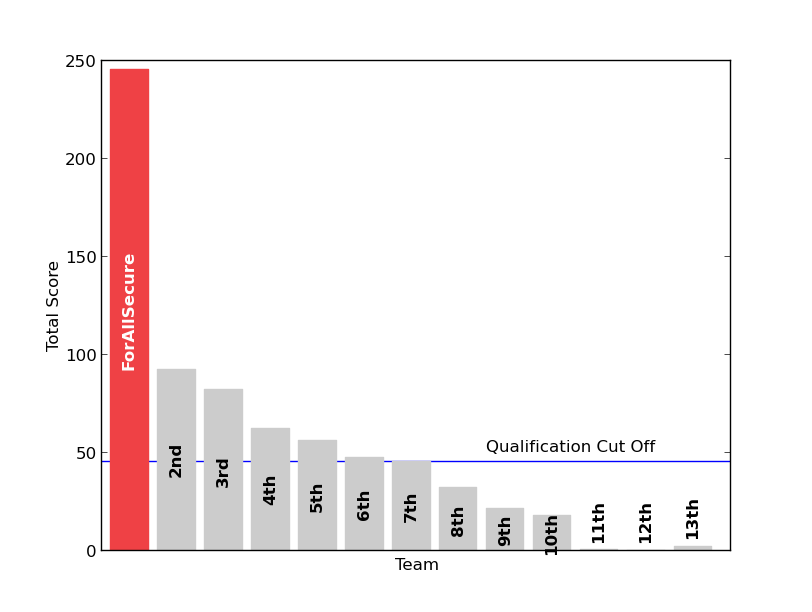 250
200
150
100
50
0
Total Score
ForAllSecure
2nd
3rd
4th
5th
6th
7th
8th
9th
10th
11th
12th
13th
Qualification Cut Off
Team